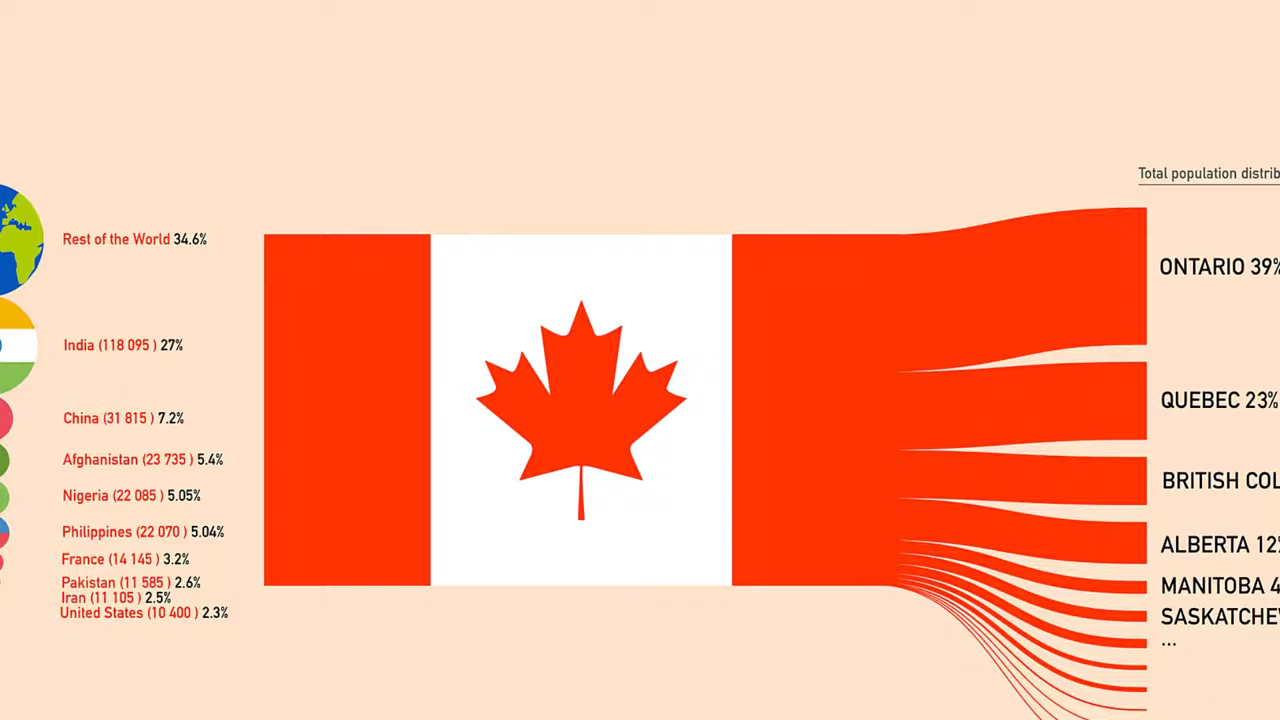 Total population distrib
Rest of the World 34.6%
ONTARIO 39%
India (118 095 ) 27%
QUEBEC 23%
China (31 815 ) 7.2%
Afghanistan (23 735 ) 5.4%
BRITISH COL
Nigeria (22 085 ) 5.05%
Philippines (22 070 ) 5.04%
ALBERTA 12%
France (14 145 ) 3.2%
Pakistan (11 585 ) 2.6%
MANITOBA 4
Iran (11 105 ) 2.5%
United States (10 400 ) 2.3%
SASKATCHEW
...